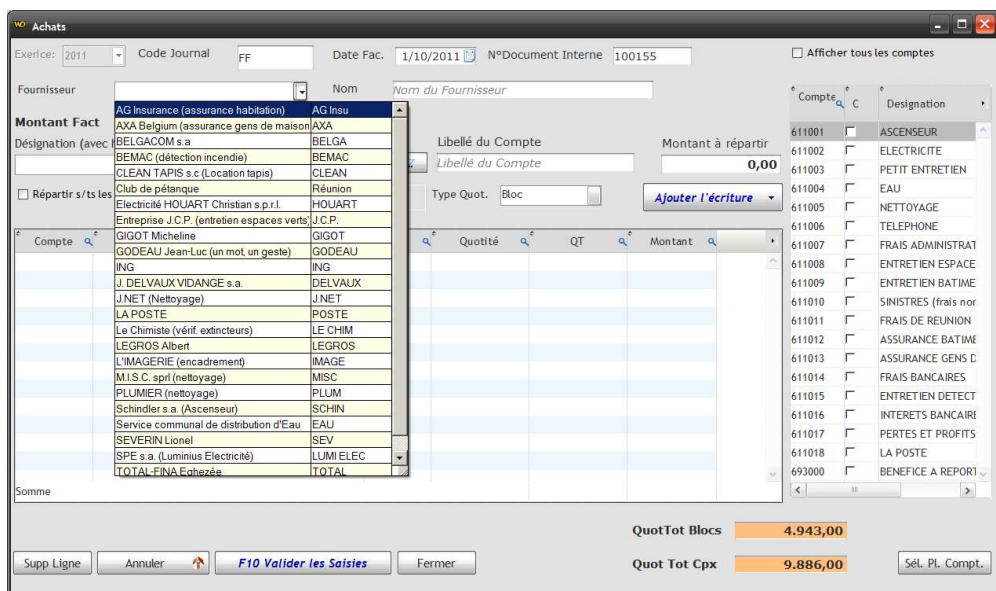 WD Achats
Exerice: 2011 Code Journal FF Date Fac. 1/10/2011 N°Document Interne 100155
Afficher tous les comptes
Fournisseur Nom Nom du Fournisseur
Montant Fact
Désignation (avec Libellé du Compte Montant à répartir
Libellé du Compte 0,00
Répartir s/ts les Type Quot. Bloc Ajouter l'écriture
Compte Quotité QT Montant
AG Insurance (assurance habitation) AG Insu
AXA Belgium (assurance gens de maison AXA
BELGACOM s.a BELGA
BEMAC (détection incendie) BEMAC
CLEAN TAPIS s.c (Location tapis) CLEAN
Club de pétanque Réunion
Electricité HOUART Christian s.p.r.l. HOUART
Entreprise J.C.P. (entretien espaces verts) J.C.P.
GIGOT Micheline GIGOT
GODEAU Jean-Luc (un mot, un geste) GODEAU
ING ING
J. DELVAUX VIDANGE s.a. DELVAUX
J.NET (Nettoyage) J.NET
LA POSTE POSTE
Le Chimiste (vérif. extincteurs) LE CHIM
LEGROS Albert LEGROS
L'IMAGERIE (encadrement) IMAGE
M.I.S.C. sprl (nettoyage) MISC
PLUMIER (nettoyage) PLUM
Schindler s.a. (Ascenseur) SCHIN
Service communal de distribution d'Eau EAU
SEVERIN Lionel SEV
SPE s.a. (Luminius Electricité) LUMI ELEC
TOTAL-FINA Eghezée TOTAL
Somme
Compte C Designation
611001 ASCENSEUR
611002 ELECTRICITE
611003 PETIT ENTRETIEN
611004 EAU
611005 NETTOYAGE
611006 TELEPHONE
611007 FRAIS ADMINISTRAT
611008 ENTRETIEN ESPACE
611009 ENTRETIEN BATIME
611010 SINISTRES (frais nor
611011 FRAIS DE REUNION
611012 ASSURANCE BATIME
611013 ASSURANCE GENS D
611014 FRAIS BANCAIRES
611015 ENTRETIEN DETECT
611016 INTERETS BANCAIRE
611017 PERTES ET PROFITS
611018 LA POSTE
693000 BENEFICE A REPORT
QuotTot Blocs 4.943,00
Quot Tot Cpx 9.886,00
Supp Ligne Annuler F10 Valider les Saisies Fermer Sél. Pl. Compt.